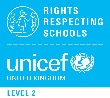 RIGHTS
RESPECTING
SCHOOLS
unicef
UNITED KINGDOM
LEVEL 2